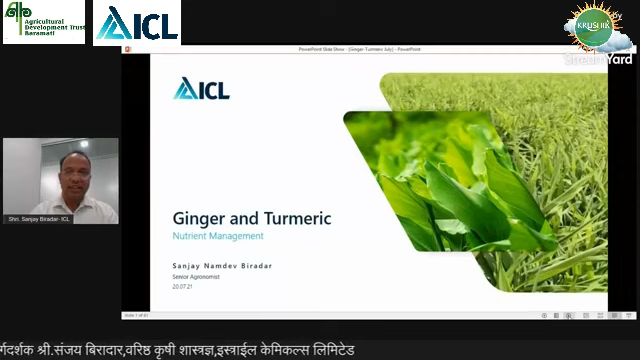 Agricultural
Development Trust
Baramati
ICL
KRUSHIK
StreamYard
PowerPoint Slide Show - [Ginger Turmeric July] - PowerPoint
ICL
Ginger and Turmeric
Nutrient Management
Sanjay Namdev Biradar
Senior Agronomist
20.07.21
Shri. Sanjay Biradar- ICL
र्गदर्शक श्री.संजय बिरादार,वरिष्ठ कृषी शास्त्रज्ञ,इस्त्राईल केमिकल्स लिमिटेड